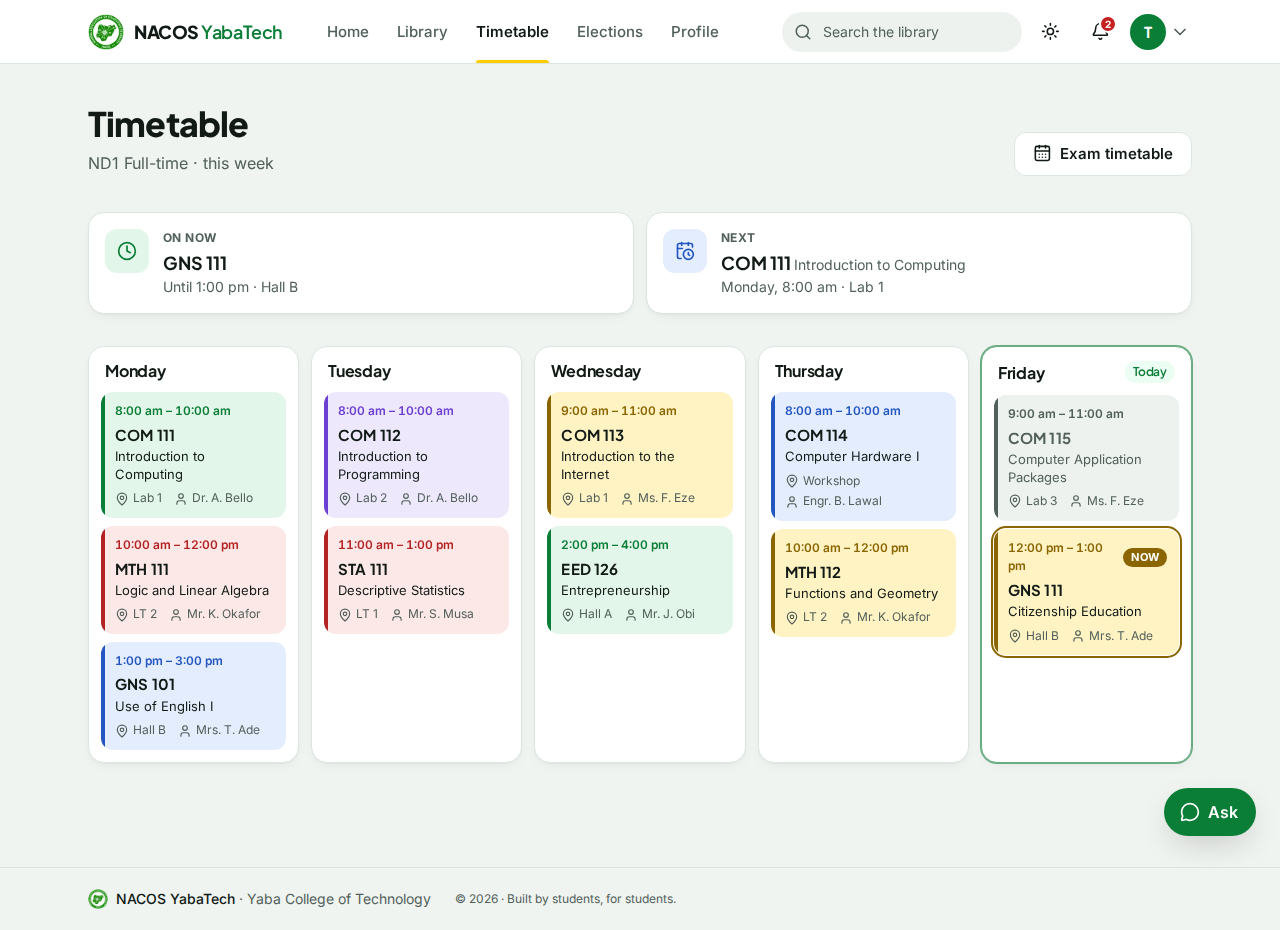 NACOS YabaTech
Home
Library
Timetable
Elections
Profile
Search the library
2
T
Timetable
ND1 Full-time · this week
Exam timetable
ON NOW
GNS 111
Until 1:00 pm · Hall B
NEXT
COM 111 Introduction to Computing
Monday, 8:00 am · Lab 1
Monday
8:00 am – 10:00 am
COM 111
Introduction to
Computing
Lab 1 Dr. A. Bello
10:00 am – 12:00 pm
MTH 111
Logic and Linear Algebra
LT 2 Mr. K. Okafor
1:00 pm – 3:00 pm
GNS 101
Use of English I
Hall B Mrs. T. Ade
Tuesday
8:00 am – 10:00 am
COM 112
Introduction to
Programming
Lab 2 Dr. A. Bello
11:00 am – 1:00 pm
STA 111
Descriptive Statistics
LT 1 Mr. S. Musa
Wednesday
9:00 am – 11:00 am
COM 113
Introduction to the
Internet
Lab 1 Ms. F. Eze
2:00 pm – 4:00 pm
EED 126
Entrepreneurship
Hall A Mr. J. Obi
Thursday
8:00 am – 10:00 am
COM 114
Computer Hardware I
Workshop
Engr. B. Lawal
10:00 am – 12:00 pm
MTH 112
Functions and Geometry
LT 2 Mr. K. Okafor
Friday
Today
9:00 am – 11:00 am
COM 115
Computer Application
Packages
Lab 3 Ms. F. Eze
12:00 pm – 1:00
pm
NOW
GNS 111
Citizenship Education
Hall B Mrs. T. Ade
Ask
NACOS YabaTech · Yaba College of Technology
© 2026 · Built by students, for students.